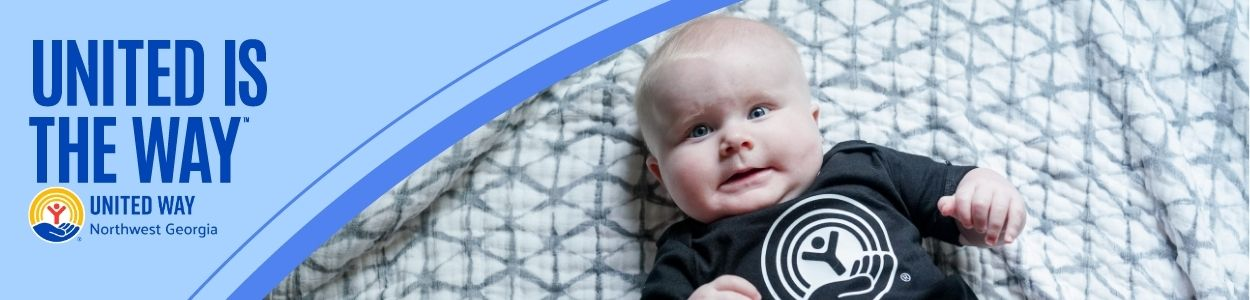 UNITED IS
THE WAY™
UNITED WAY
Northwest Georgia
®
®